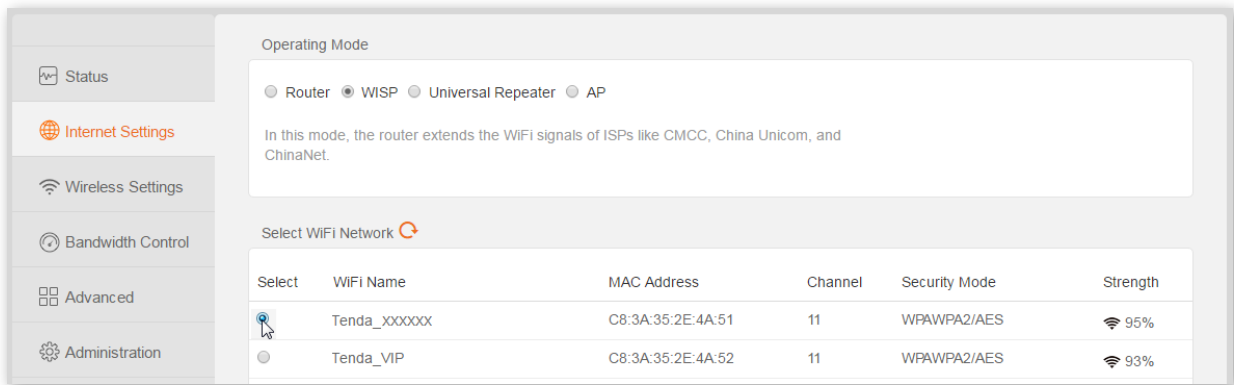 Operating Mode
Status
Router WISP Universal Repeater AP
Internet Settings
In this mode, the router extends the WiFi signals of ISPs like CMCC, China Unicom, and
ChinaNet.
Wireless Settings
Bandwidth Control
Advanced
Administration
Select WiFi Network
Select WiFi Name MAC Address Channel Security Mode Strength
Tenda_XXXXXX C8:3A:35:2E:4A:51 11 WPAWPA2/AES 95%
Tenda_VIP C8:3A:35:2E:4A:52 11 WPAWPA2/AES 93%